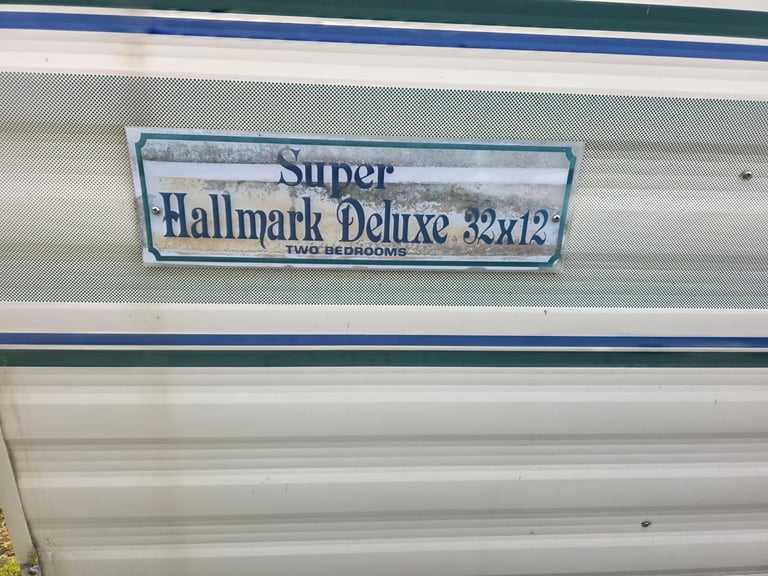 Super
Hallmark Deluxe 32x12
TWO BEDROOMS